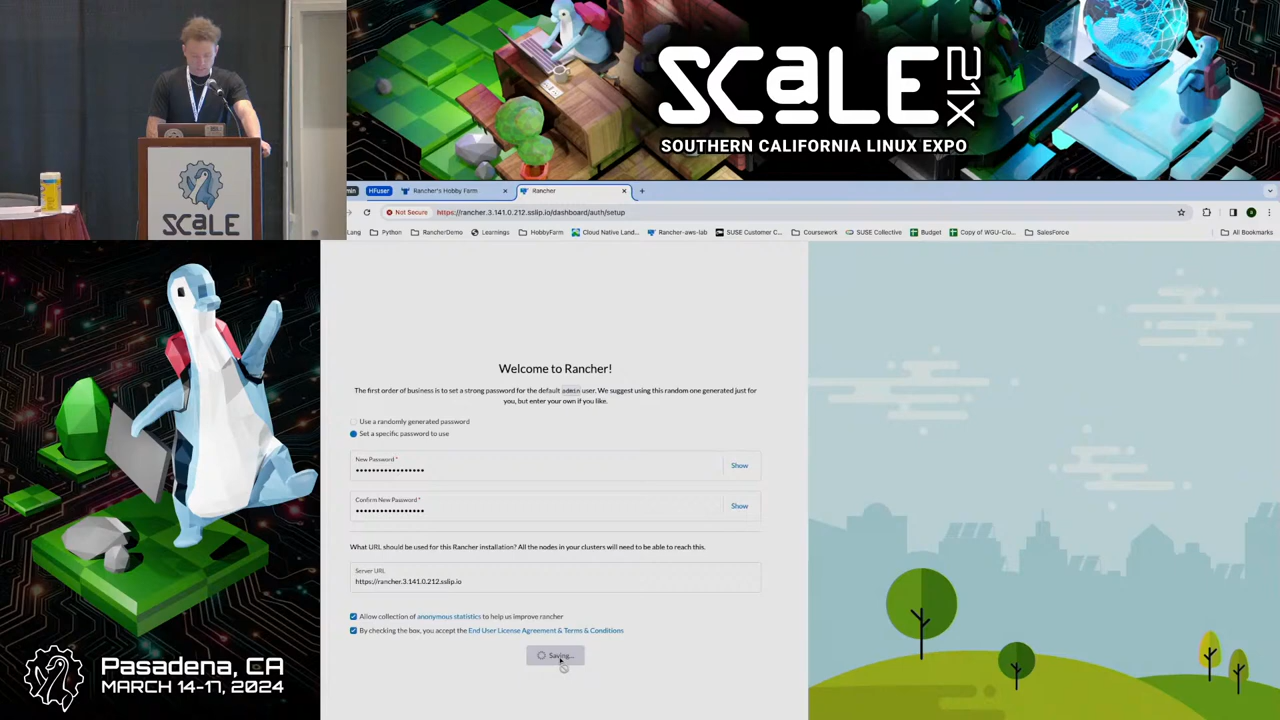 SCALE 21X
SOUTHERN CALIFORNIA LINUX EXPO
SCALE
HFuser
Rancher's Hobby Farm
Rancher
Not Secure
https://rancher.3.141.0.212.sslip.io/dashboard/auth/setup
Lang
Python
RancherDemo
Learnings
HobbyFarm
Cloud Native Land...
Rancher-aws-lab
SUSE Customer C...
Coursework
SUSE Collective
Budget
Copy of WGU-Clo...
SalesForce
All Bookmarks
Welcome to Rancher!
The first order of business is to set a strong password for the default admin user. We suggest using this random one generated just for
you, but enter your own if you like.
Use a randomly generated password
Set a specific password to use
New Password *
Show
Confirm New Password *
Show
What URL should be used for this Rancher installation? All the nodes in your clusters will need to be able to reach this.
Server URL
https://rancher.3.141.0.212.sslip.io
Allow collection of anonymous statistics to help us improve rancher
By checking the box, you accept the End User License Agreement & Terms & Conditions
Saving...
Pasadena, CA
MARCH 14-17, 2024